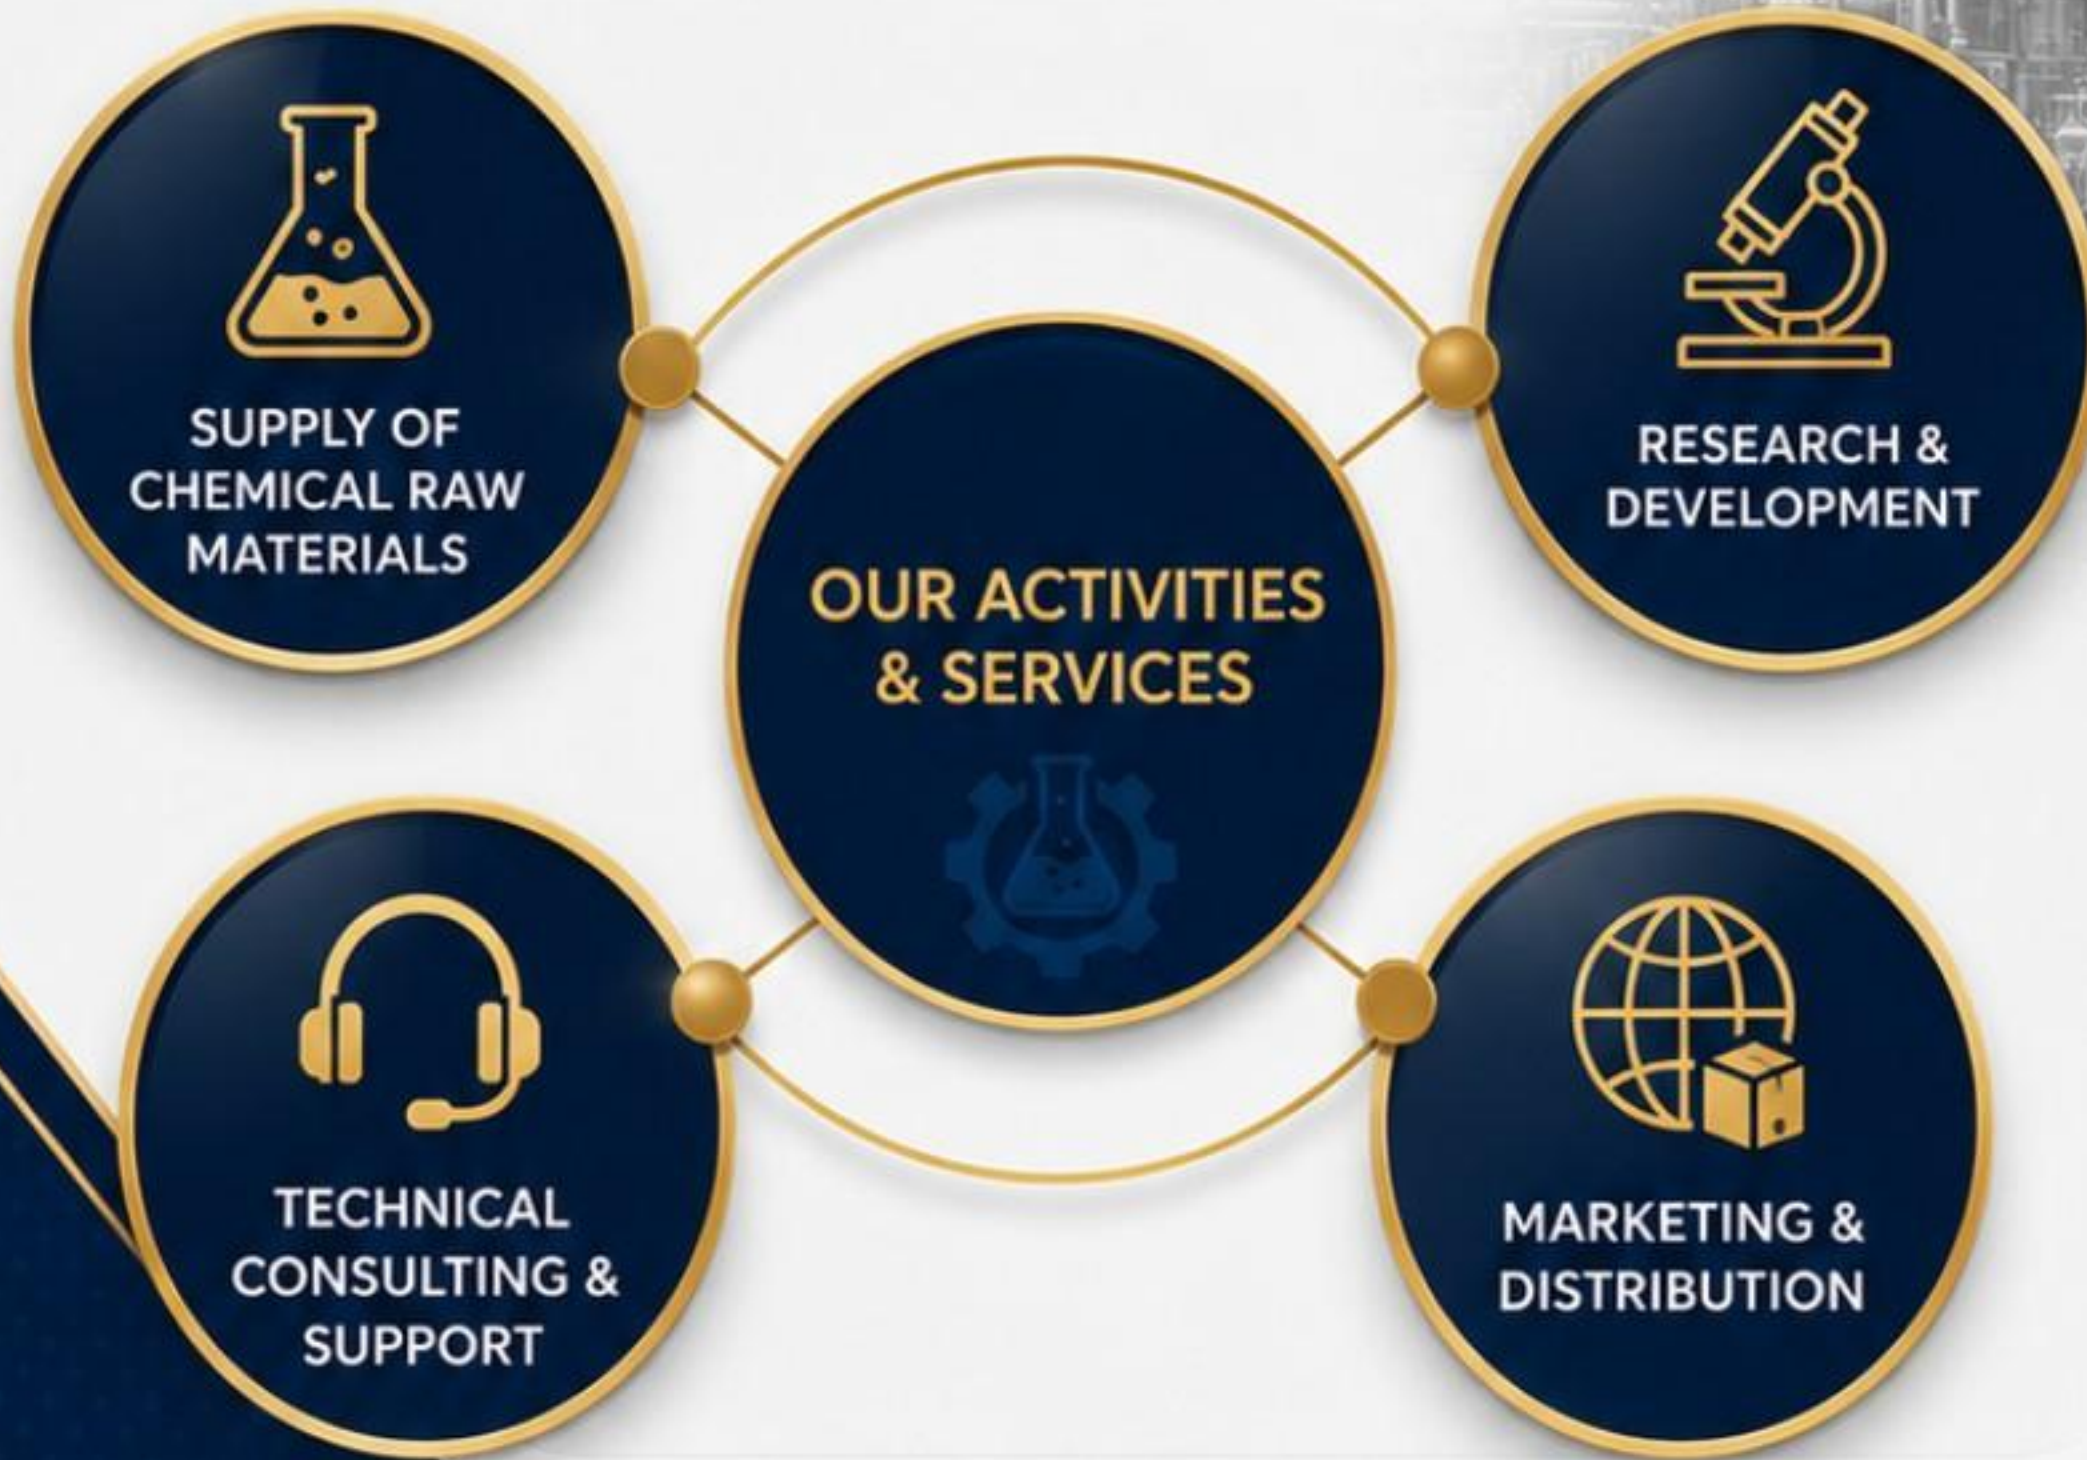 SUPPLY OF
CHEMICAL RAW
MATERIALS
RESEARCH &
DEVELOPMENT
OUR ACTIVITIES
& SERVICES
TECHNICAL
CONSULTING &
SUPPORT
MARKETING &
DISTRIBUTION